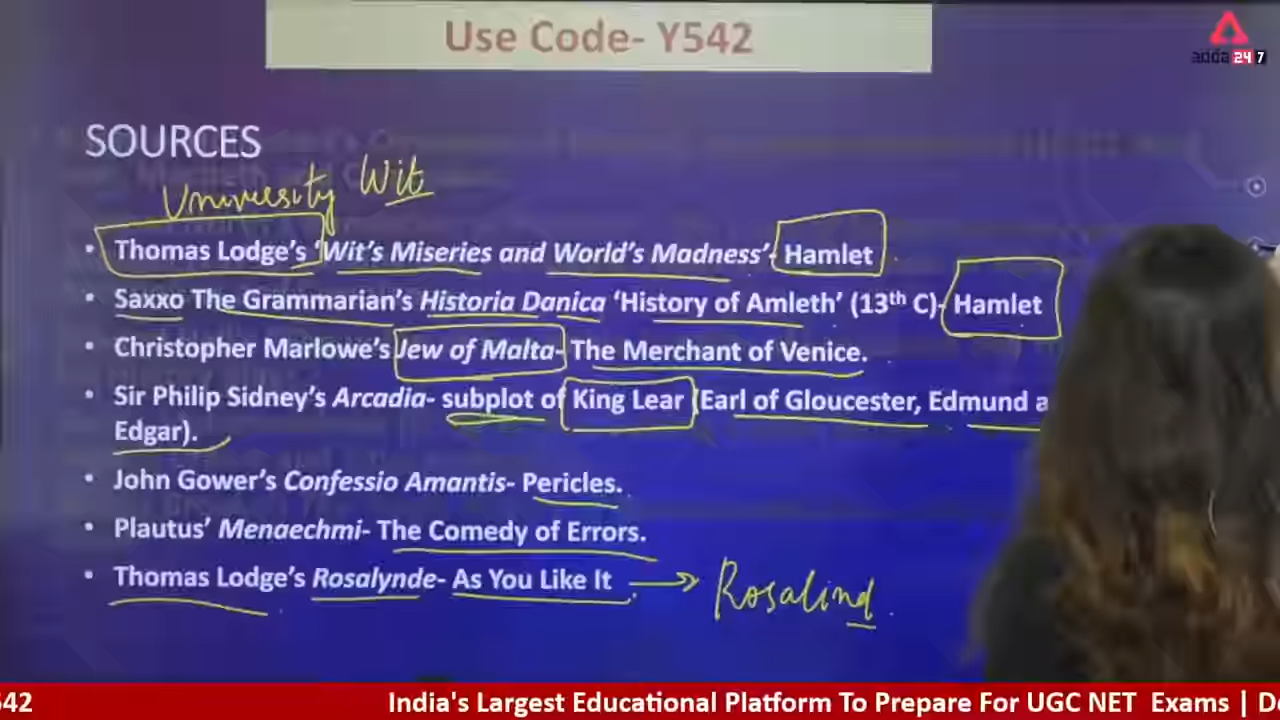 Use Code- Y542
adda 24 7
SOURCES
University Wit
• Thomas Lodge's 'Wit's Miseries and World's Madness'- Hamlet
• Saxxo The Grammarian's Historia Danica 'History of Amleth' (13th C)- Hamlet
• Christopher Marlowe's Jew of Malta- The Merchant of Venice.
• Sir Philip Sidney's Arcadia- subplot of King Lear (Earl of Gloucester, Edmund a
Edgar).
• John Gower's Confessio Amantis- Pericles.
• Plautus' Menaechmi- The Comedy of Errors.
• Thomas Lodge's Rosalynde- As You Like It → Rosalind
542 India's Largest Educational Platform To Prepare For UGC NET Exams | D